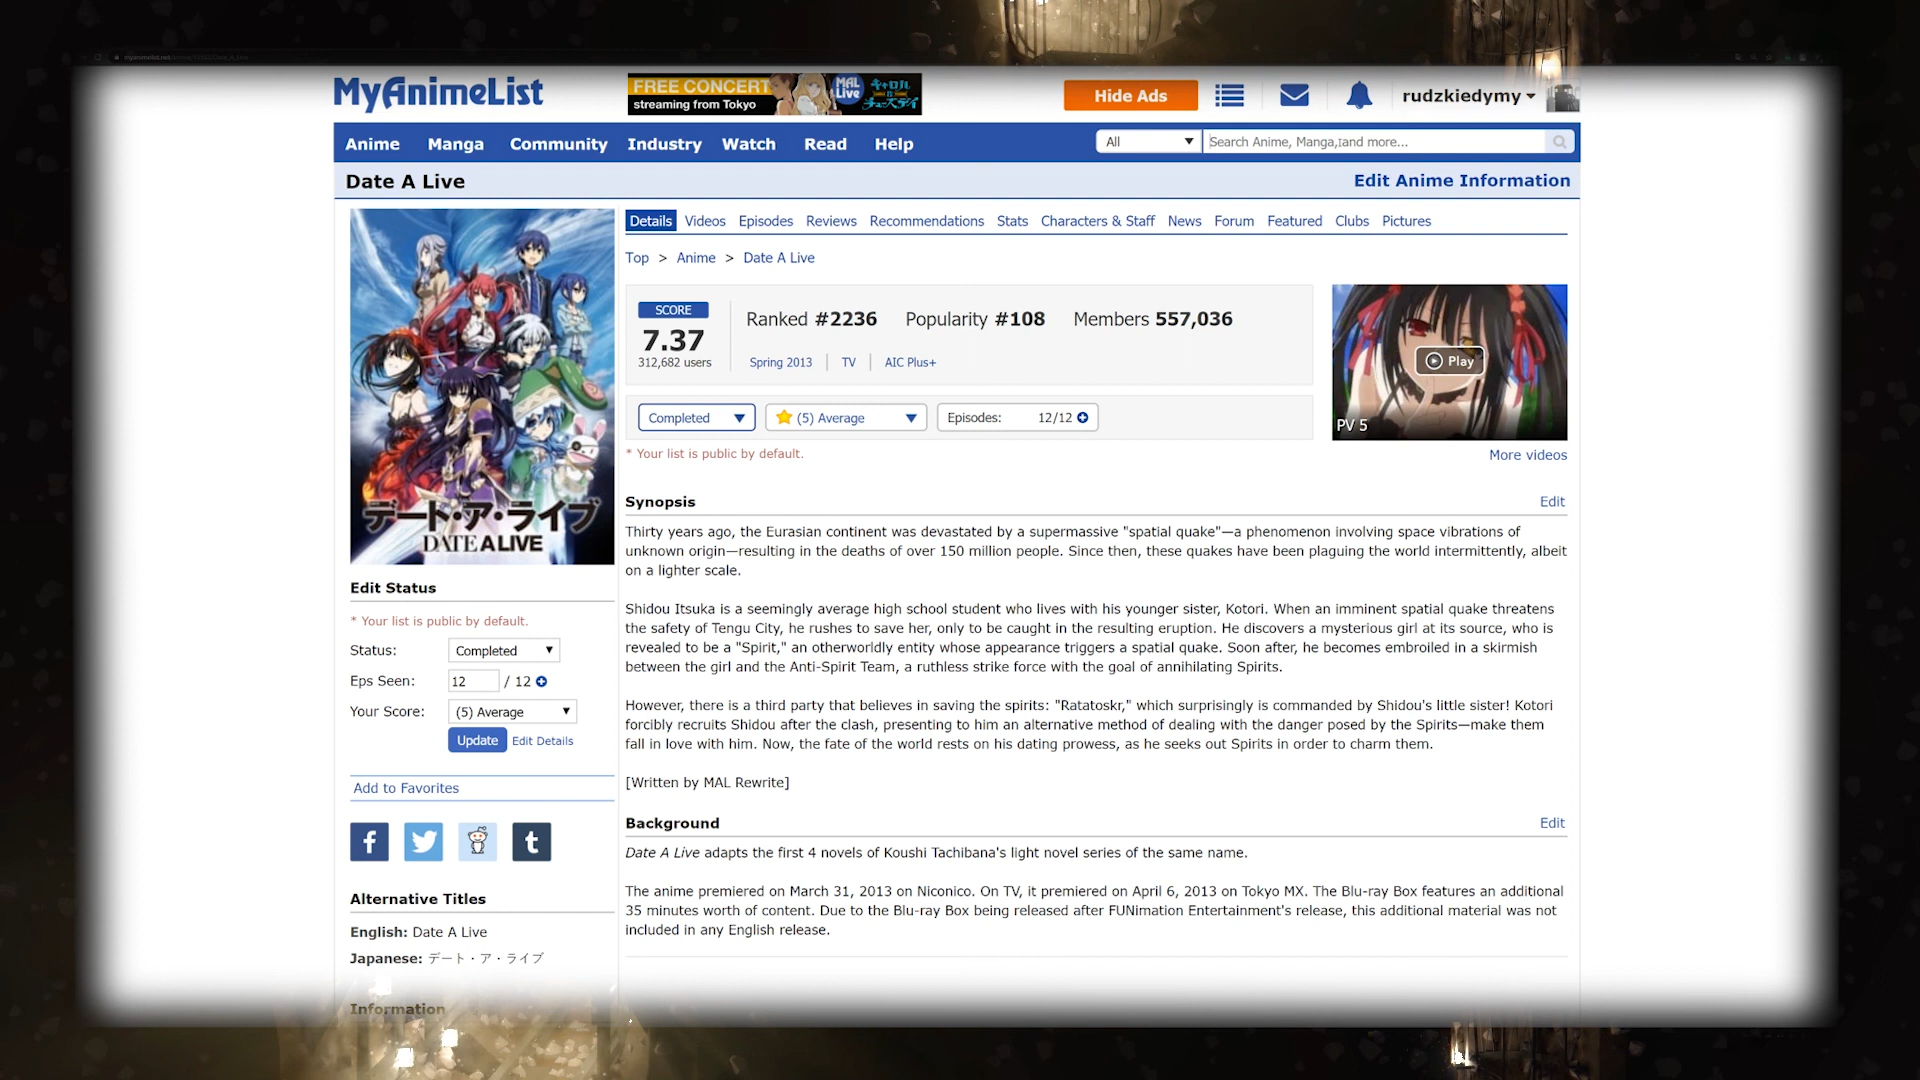 MyAnimeList
FREE CONCERT
streaming from Tokyo
MAL Live
キャロル & チューズデイ
Hide Ads
rudzkiedymy
Anime Manga Community Industry Watch Read Help
All
Search Anime, Manga, and more...
Date A Live
Edit Anime Information
Details Videos Episodes Reviews Recommendations Stats Characters & Staff News Forum Featured Clubs Pictures
Top > Anime > Date A Live
SCORE
7.37
312,682 users
Ranked #2236 Popularity #108 Members 557,036
Spring 2013 TV AIC Plus+
Completed
(5) Average
Episodes: 12/12
* Your list is public by default.
Play
PV 5
More videos
デート・ア・ライブ
DATE A LIVE
Synopsis
Edit
Thirty years ago, the Eurasian continent was devastated by a supermassive "spatial quake"—a phenomenon involving space vibrations of
unknown origin—resulting in the deaths of over 150 million people. Since then, these quakes have been plaguing the world intermittently, albeit
on a lighter scale.
Shidou Itsuka is a seemingly average high school student who lives with his younger sister, Kotori. When an imminent spatial quake threatens
the safety of Tengu City, he rushes to save her, only to be caught in the resulting eruption. He discovers a mysterious girl at its source, who is
revealed to be a "Spirit," an otherworldly entity whose appearance triggers a spatial quake. Soon after, he becomes embroiled in a skirmish
between the girl and the Anti-Spirit Team, a ruthless strike force with the goal of annihilating Spirits.
However, there is a third party that believes in saving the spirits: "Ratatoskr," which surprisingly is commanded by Shidou's little sister! Kotori
forcibly recruits Shidou after the clash, presenting to him an alternative method of dealing with the danger posed by the Spirits—make them
fall in love with him. Now, the fate of the world rests on his dating prowess, as he seeks out Spirits in order to charm them.
[Written by MAL Rewrite]
Background
Edit
Date A Live adapts the first 4 novels of Koushi Tachibana's light novel series of the same name.
The anime premiered on March 31, 2013 on Niconico. On TV, it premiered on April 6, 2013 on Tokyo MX. The Blu-ray Box features an additional
35 minutes worth of content. Due to the Blu-ray Box being released after FUNimation Entertainment's release, this additional material was not
included in any English release.
Edit Status
* Your list is public by default.
Status: Completed
Eps Seen: 12 / 12
Your Score: (5) Average
Update Edit Details
Add to Favorites
Alternative Titles
English: Date A Live
Japanese: デート・ア・ライブ
Information